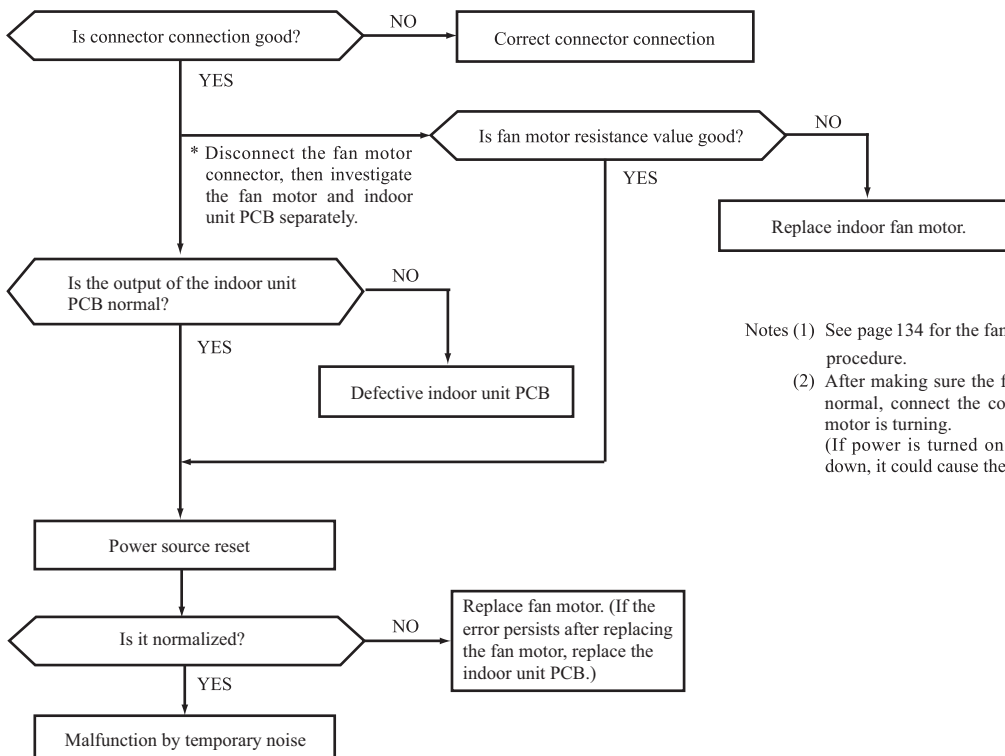 Is connector connection good?
NO
Correct connector connection
YES
* Disconnect the fan motor
connector, then investigate
the fan motor and indoor
unit PCB separately.
Is fan motor resistance value good?
NO
YES
Replace indoor fan motor.
Is the output of the indoor unit
PCB normal?
NO
YES
Defective indoor unit PCB
Notes (1) See page 134 for the fan
procedure.
(2) After making sure the
normal, connect the
motor is turning.
(If power is turned on
down, it could cause the
Power source reset
Is it normalized?
NO
Replace fan motor. (If the
error persists after replacing
the fan motor, replace the
indoor unit PCB.)
YES
Malfunction by temporary noise